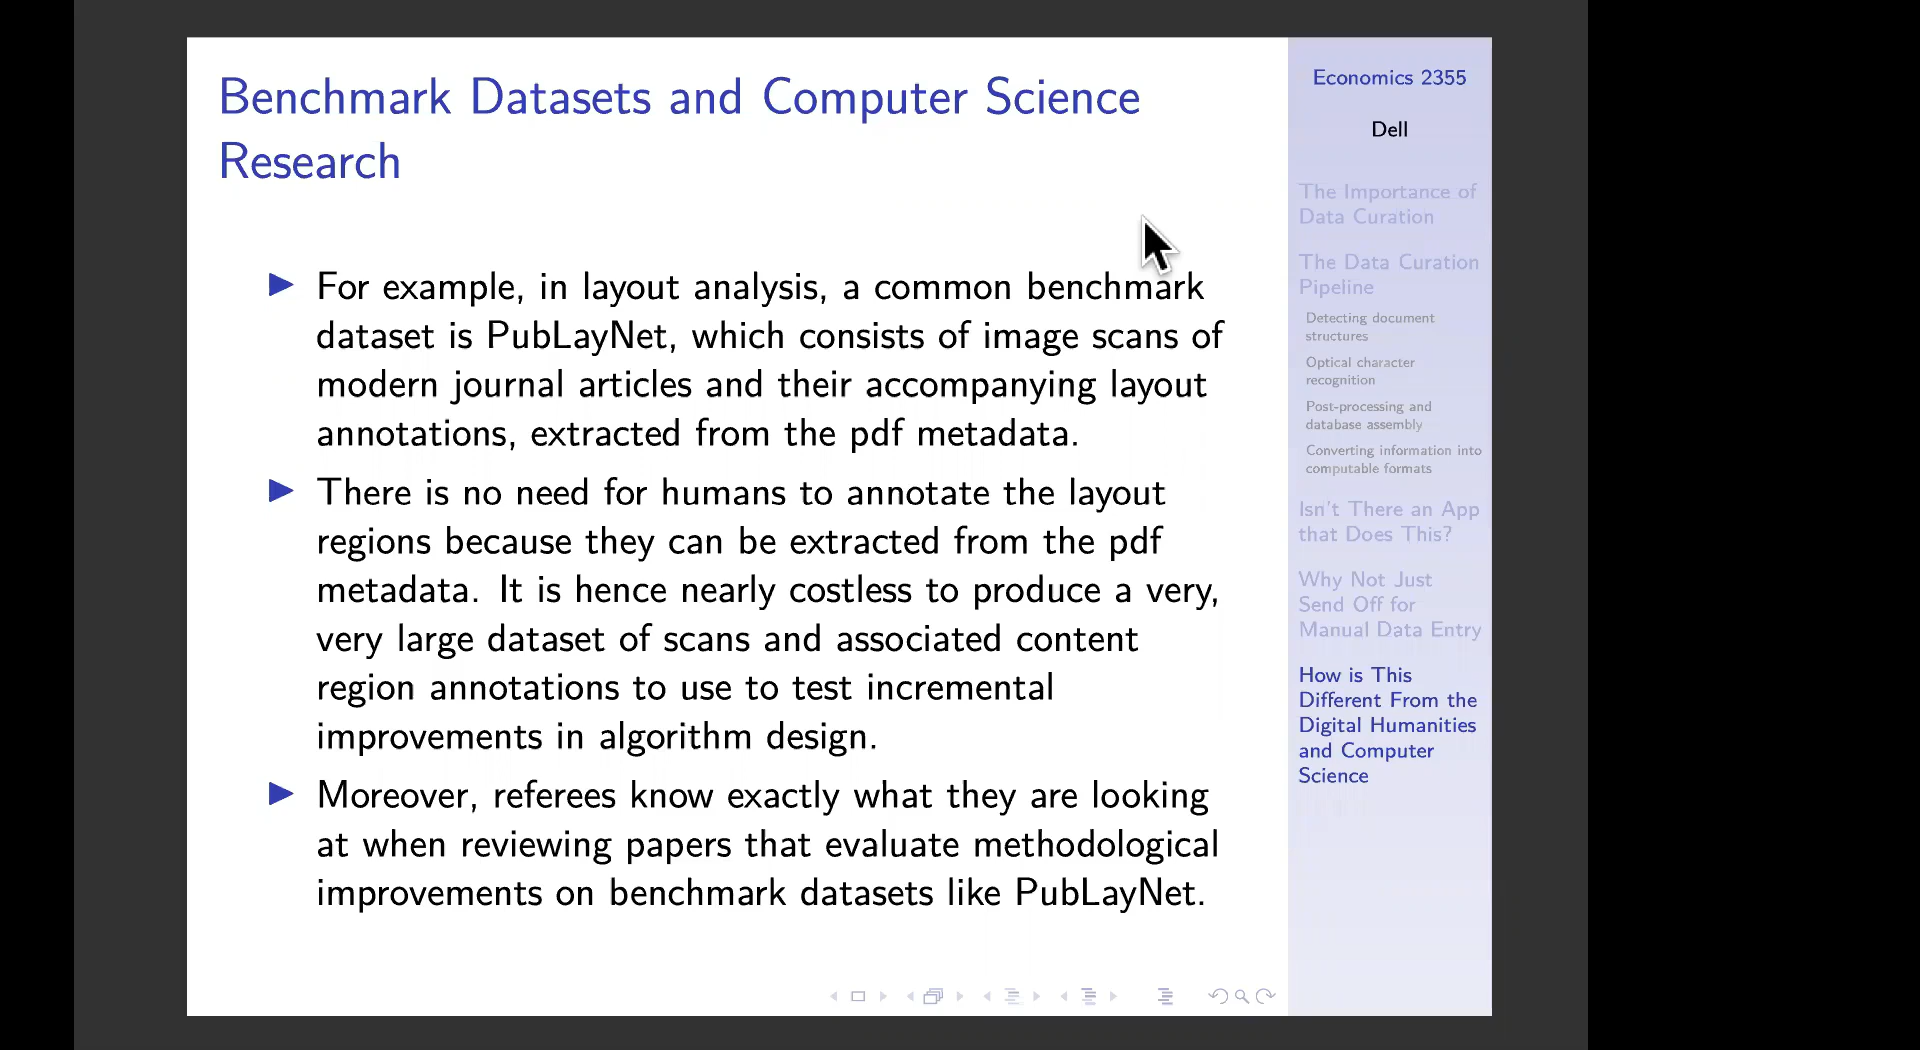 Benchmark Datasets and Computer Science
Research
For example, in layout analysis, a common benchmark
dataset is PubLayNet, which consists of image scans of
modern journal articles and their accompanying layout
annotations, extracted from the pdf metadata.
There is no need for humans to annotate the layout
regions because they can be extracted from the pdf
metadata. It is hence nearly costless to produce a very,
very large dataset of scans and associated content
region annotations to use to test incremental
improvements in algorithm design.
Moreover, referees know exactly what they are looking
at when reviewing papers that evaluate methodological
improvements on benchmark datasets like PubLayNet.
Economics 2355
Dell
The Importance of
Data Curation
The Data Curation
Pipeline
Detecting document
structures
Optical character
recognition
Post-processing and
database assembly
Converting information into
computable formats
Isn't There an App
that Does This?
Why Not Just
Send Off for
Manual Data Entry
How is This
Different From the
Digital Humanities
and Computer
Science